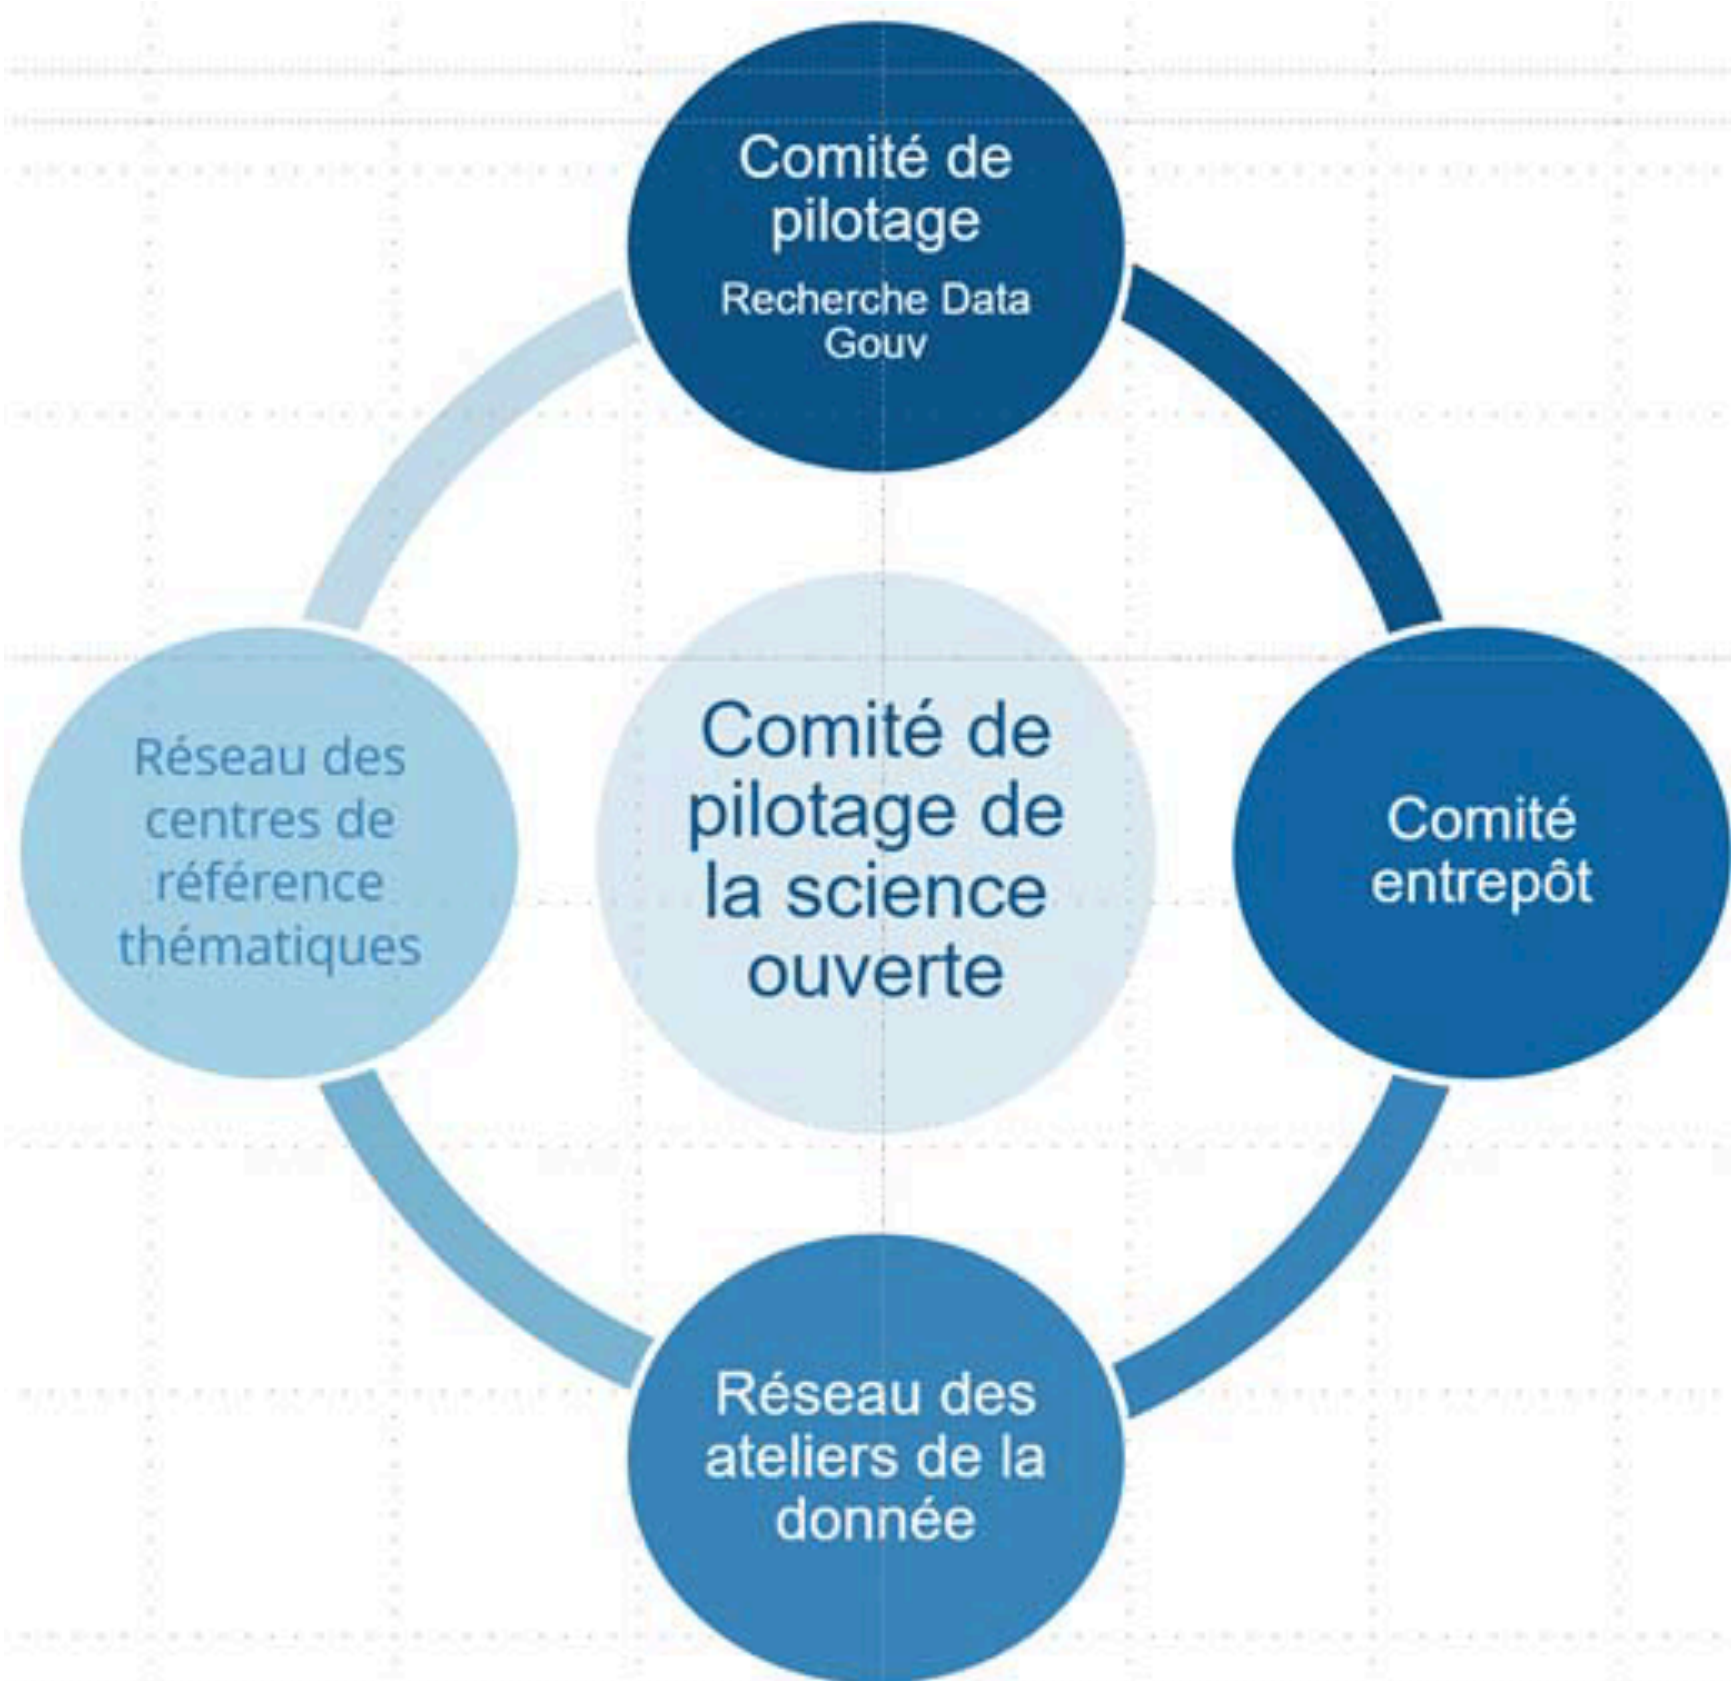 Comité de
pilotage
Recherche Data
Gouv
Réseau des
centres de
référence
thématiques
Comité de
pilotage de
la science
ouverte
Comité
entrepôt
Réseau des
ateliers de la
donnée